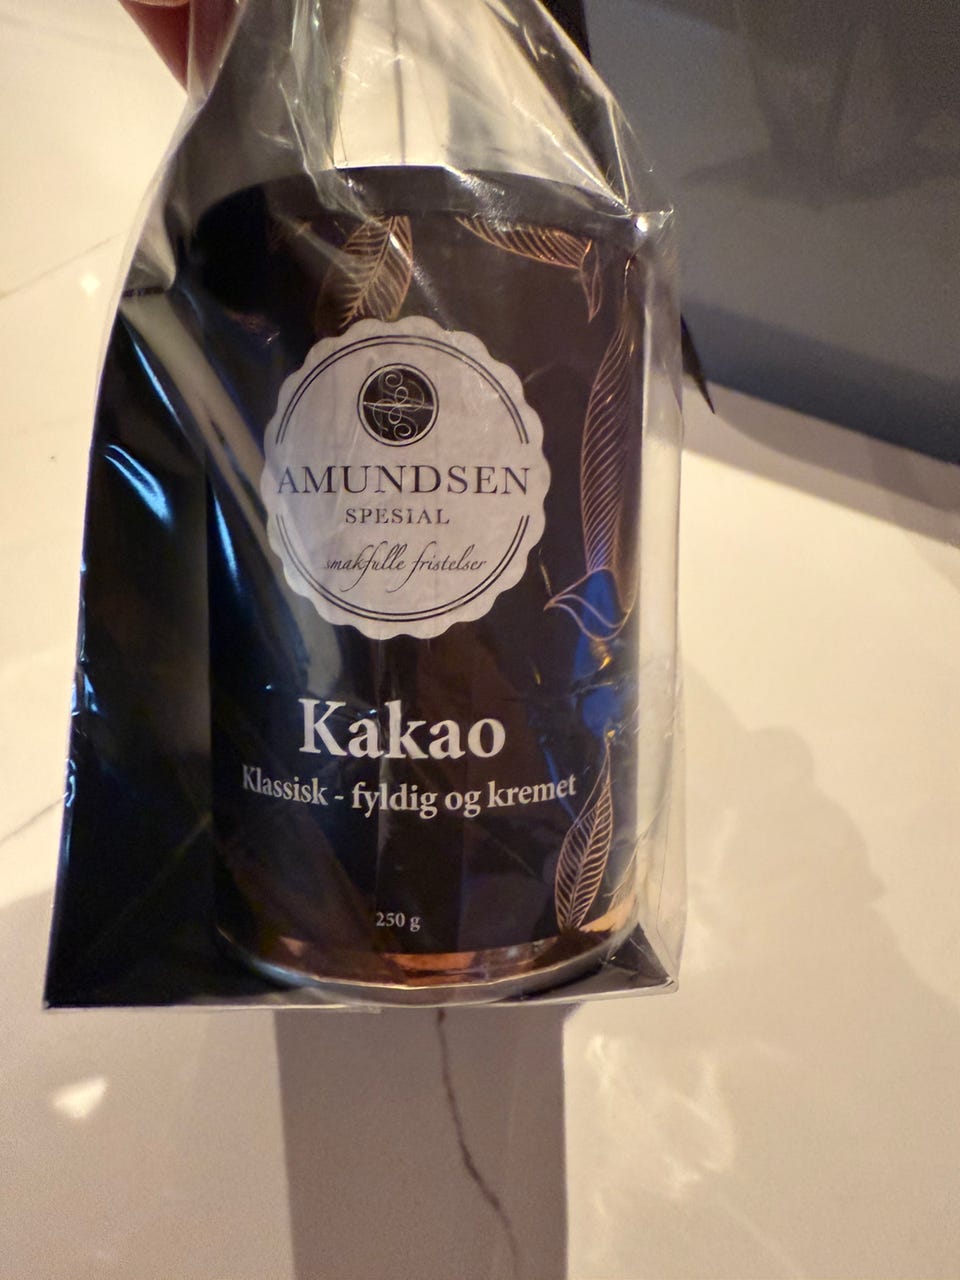 AMUNDSEN
SPESIAL
smakfulle fristelser
Kakao
Klassisk - fyldig og kremet
250 g